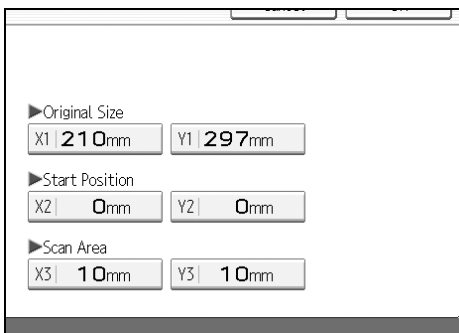 ▶Original Size
X1 210mm Y1 297mm
▶Start Position
X2 0mm Y2 0mm
▶Scan Area
X3 10mm Y3 10mm